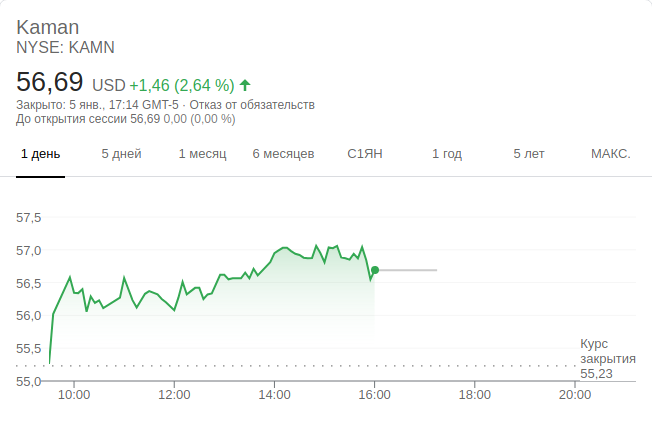 Kaman
NYSE: KAMN
56,69 USD +1,46 (2,64 %)
Закрыто: 5 янв., 17:14 GMT-5 · Отказ от обязательств
До открытия сессии 56,69 0,00 (0,00 %)
1 день 5 дней 1 месяц 6 месяцев С1ЯН 1 год 5 лет МАКС.
57,5
57,0
56,5
56,0
55,5
55,0
Курс
закрытия
55,23
10:00 12:00 14:00 16:00 18:00 20:00